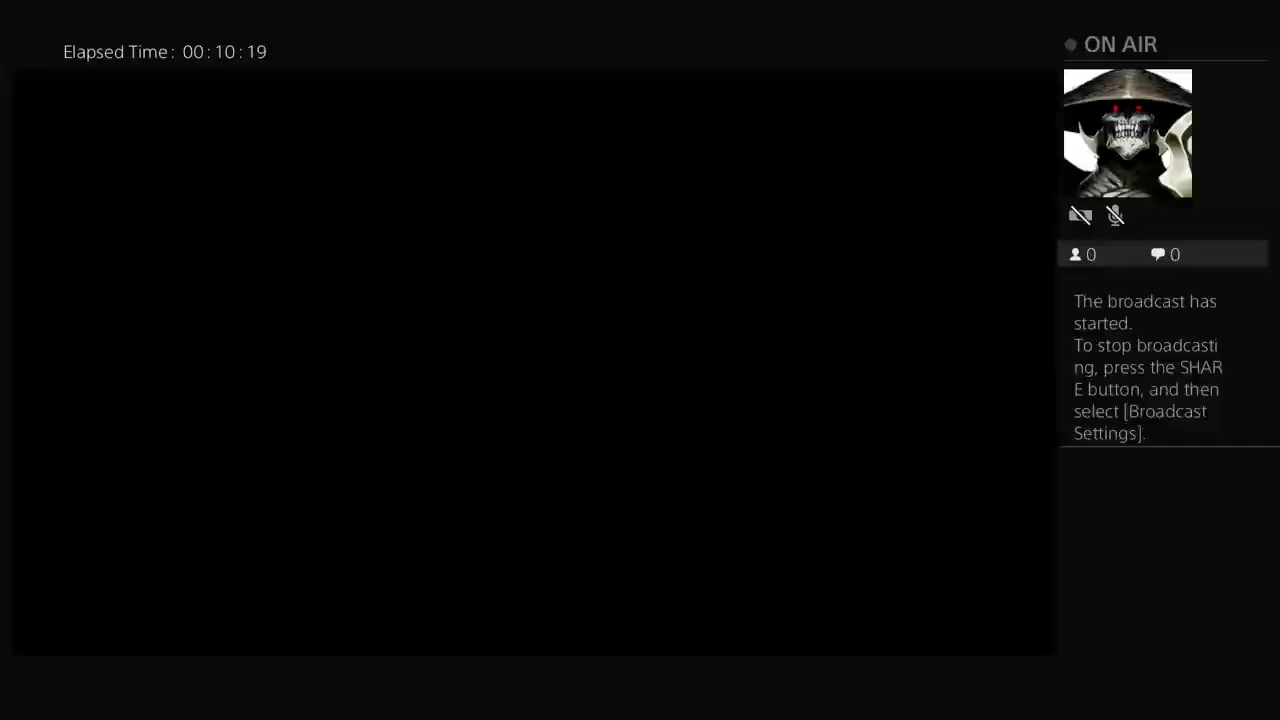 Elapsed Time: 00:10:19
ON AIR
0 0
The broadcast has
started.
To stop broadcasti
ng, press the SHAR
E button, and then
select [Broadcast
Settings].